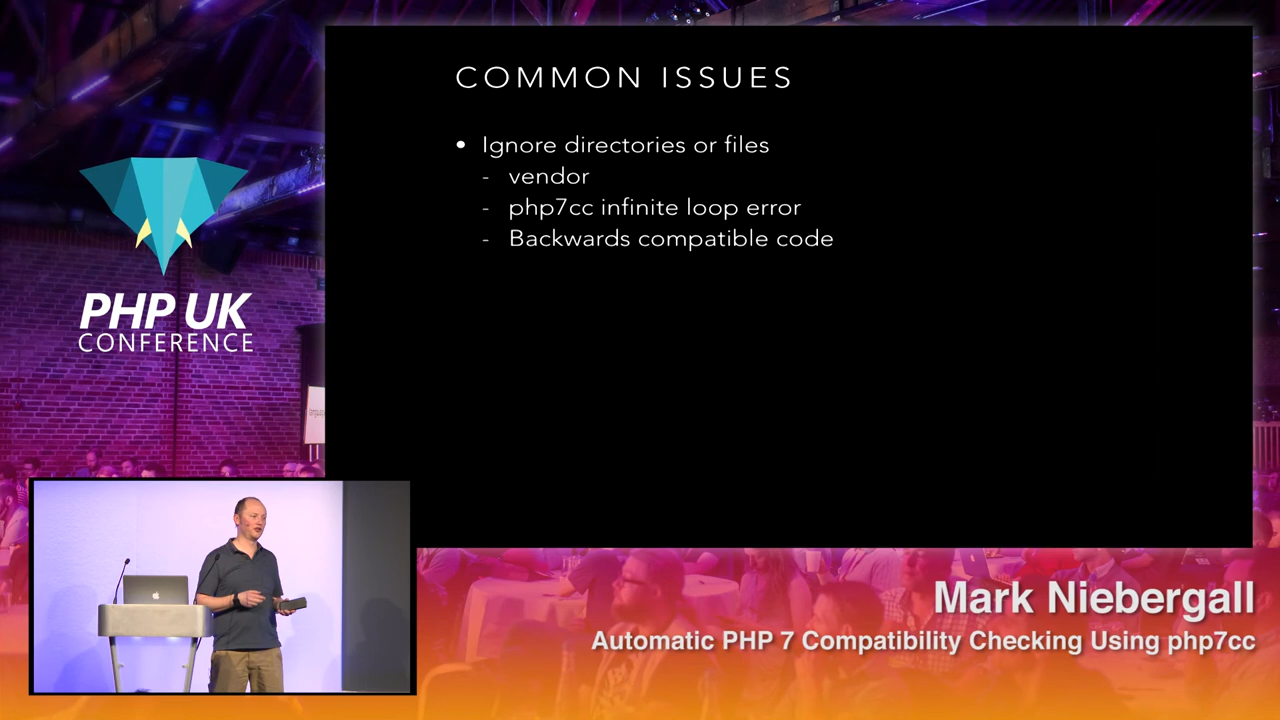 COMMON ISSUES
• Ignore directories or files
- vendor
- php7cc infinite loop error
- Backwards compatible code
PHP UK
CONFERENCE
Mark Niebergall
Automatic PHP 7 Compatibility Checking Using php7cc